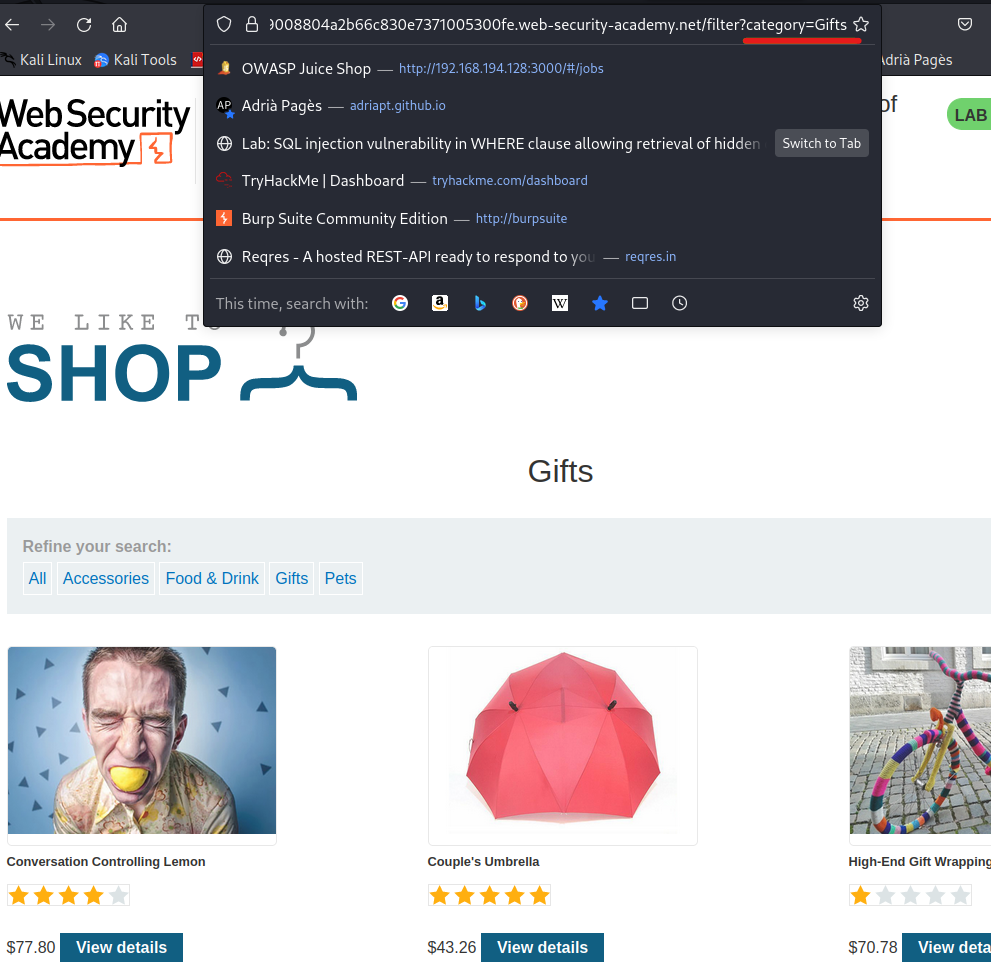 9008804a2b66c830e7371005300fe.web-security-academy.net/filter?category=Gifts
Kali Linux Kali Tools Adrià Pagès
OWASP Juice Shop — http://192.168.194.128:3000/#/jobs
AP Adrià Pagès — adriapt.github.io
Lab: SQL injection vulnerability in WHERE clause allowing retrieval of hidden Switch to Tab
TryHackMe | Dashboard — tryhackme.com/dashboard
Burp Suite Community Edition — http://burpsuite
Reqres - A hosted REST-API ready to respond to you — reqres.in
This time, search with: G a W
Web Security
Academy
of
LAB
WE LIKE TO
SHOP
Gifts
Refine your search:
All Accessories Food & Drink Gifts Pets
Conversation Controlling Lemon Couple's Umbrella High-End Gift Wrapping
$77.80 View details $43.26 View details $70.78 View deta